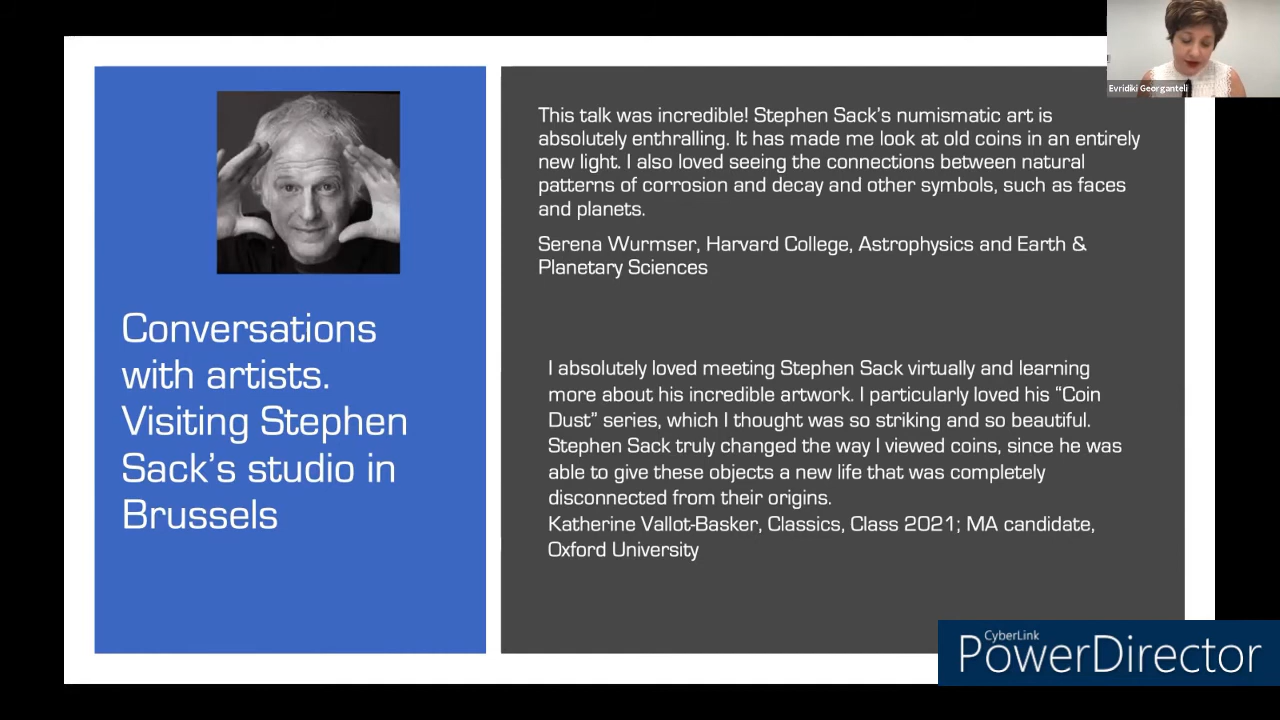 Evridiki Georganteli
This talk was incredible! Stephen Sack's numismatic art is
absolutely enthralling. It has made me look at old coins in an entirely
new light. I also loved seeing the connections between natural
patterns of corrosion and decay and other symbols, such as faces
and planets.
Serena Wurmser, Harvard College, Astrophysics and Earth &
Planetary Sciences
Conversations
with artists.
Visiting Stephen
Sack's studio in
Brussels
I absolutely loved meeting Stephen Sack virtually and learning
more about his incredible artwork. I particularly loved his “Coin
Dust” series, which I thought was so striking and so beautiful.
Stephen Sack truly changed the way I viewed coins, since he was
able to give these objects a new life that was completely
disconnected from their origins.
Katherine Vallot-Basker, Classics, Class 2021; MA candidate,
Oxford University
CyberLink
PowerDirector